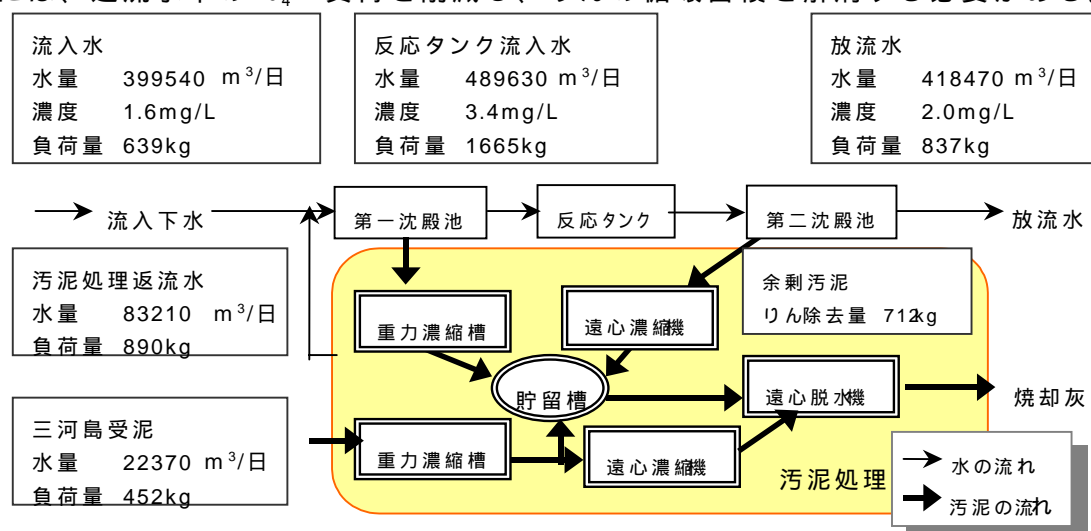 流入水
水量 399540 m³/日
濃度 1.6mg/L
負荷量 639kg
反応タンク流入水
水量 489630 m³/日
濃度 3.4mg/L
負荷量 1665kg
放流水
水量 418470 m³/日
濃度 2.0mg/L
負荷量 837kg
流入下水
第一沈殿池
反応タンク
第二沈殿池
放流水
汚泥処理返流水
水量 83210 m³/日
負荷量 890kg
余剰汚泥
りん除去量 712kg
重力濃縮槽
遠心濃縮機
貯留槽
遠心脱水機
焼却灰
三河島受泥
水量 22370 m³/日
負荷量 452kg
重力濃縮槽
遠心濃縮機
汚泥処理
水の流れ
汚泥の流れ